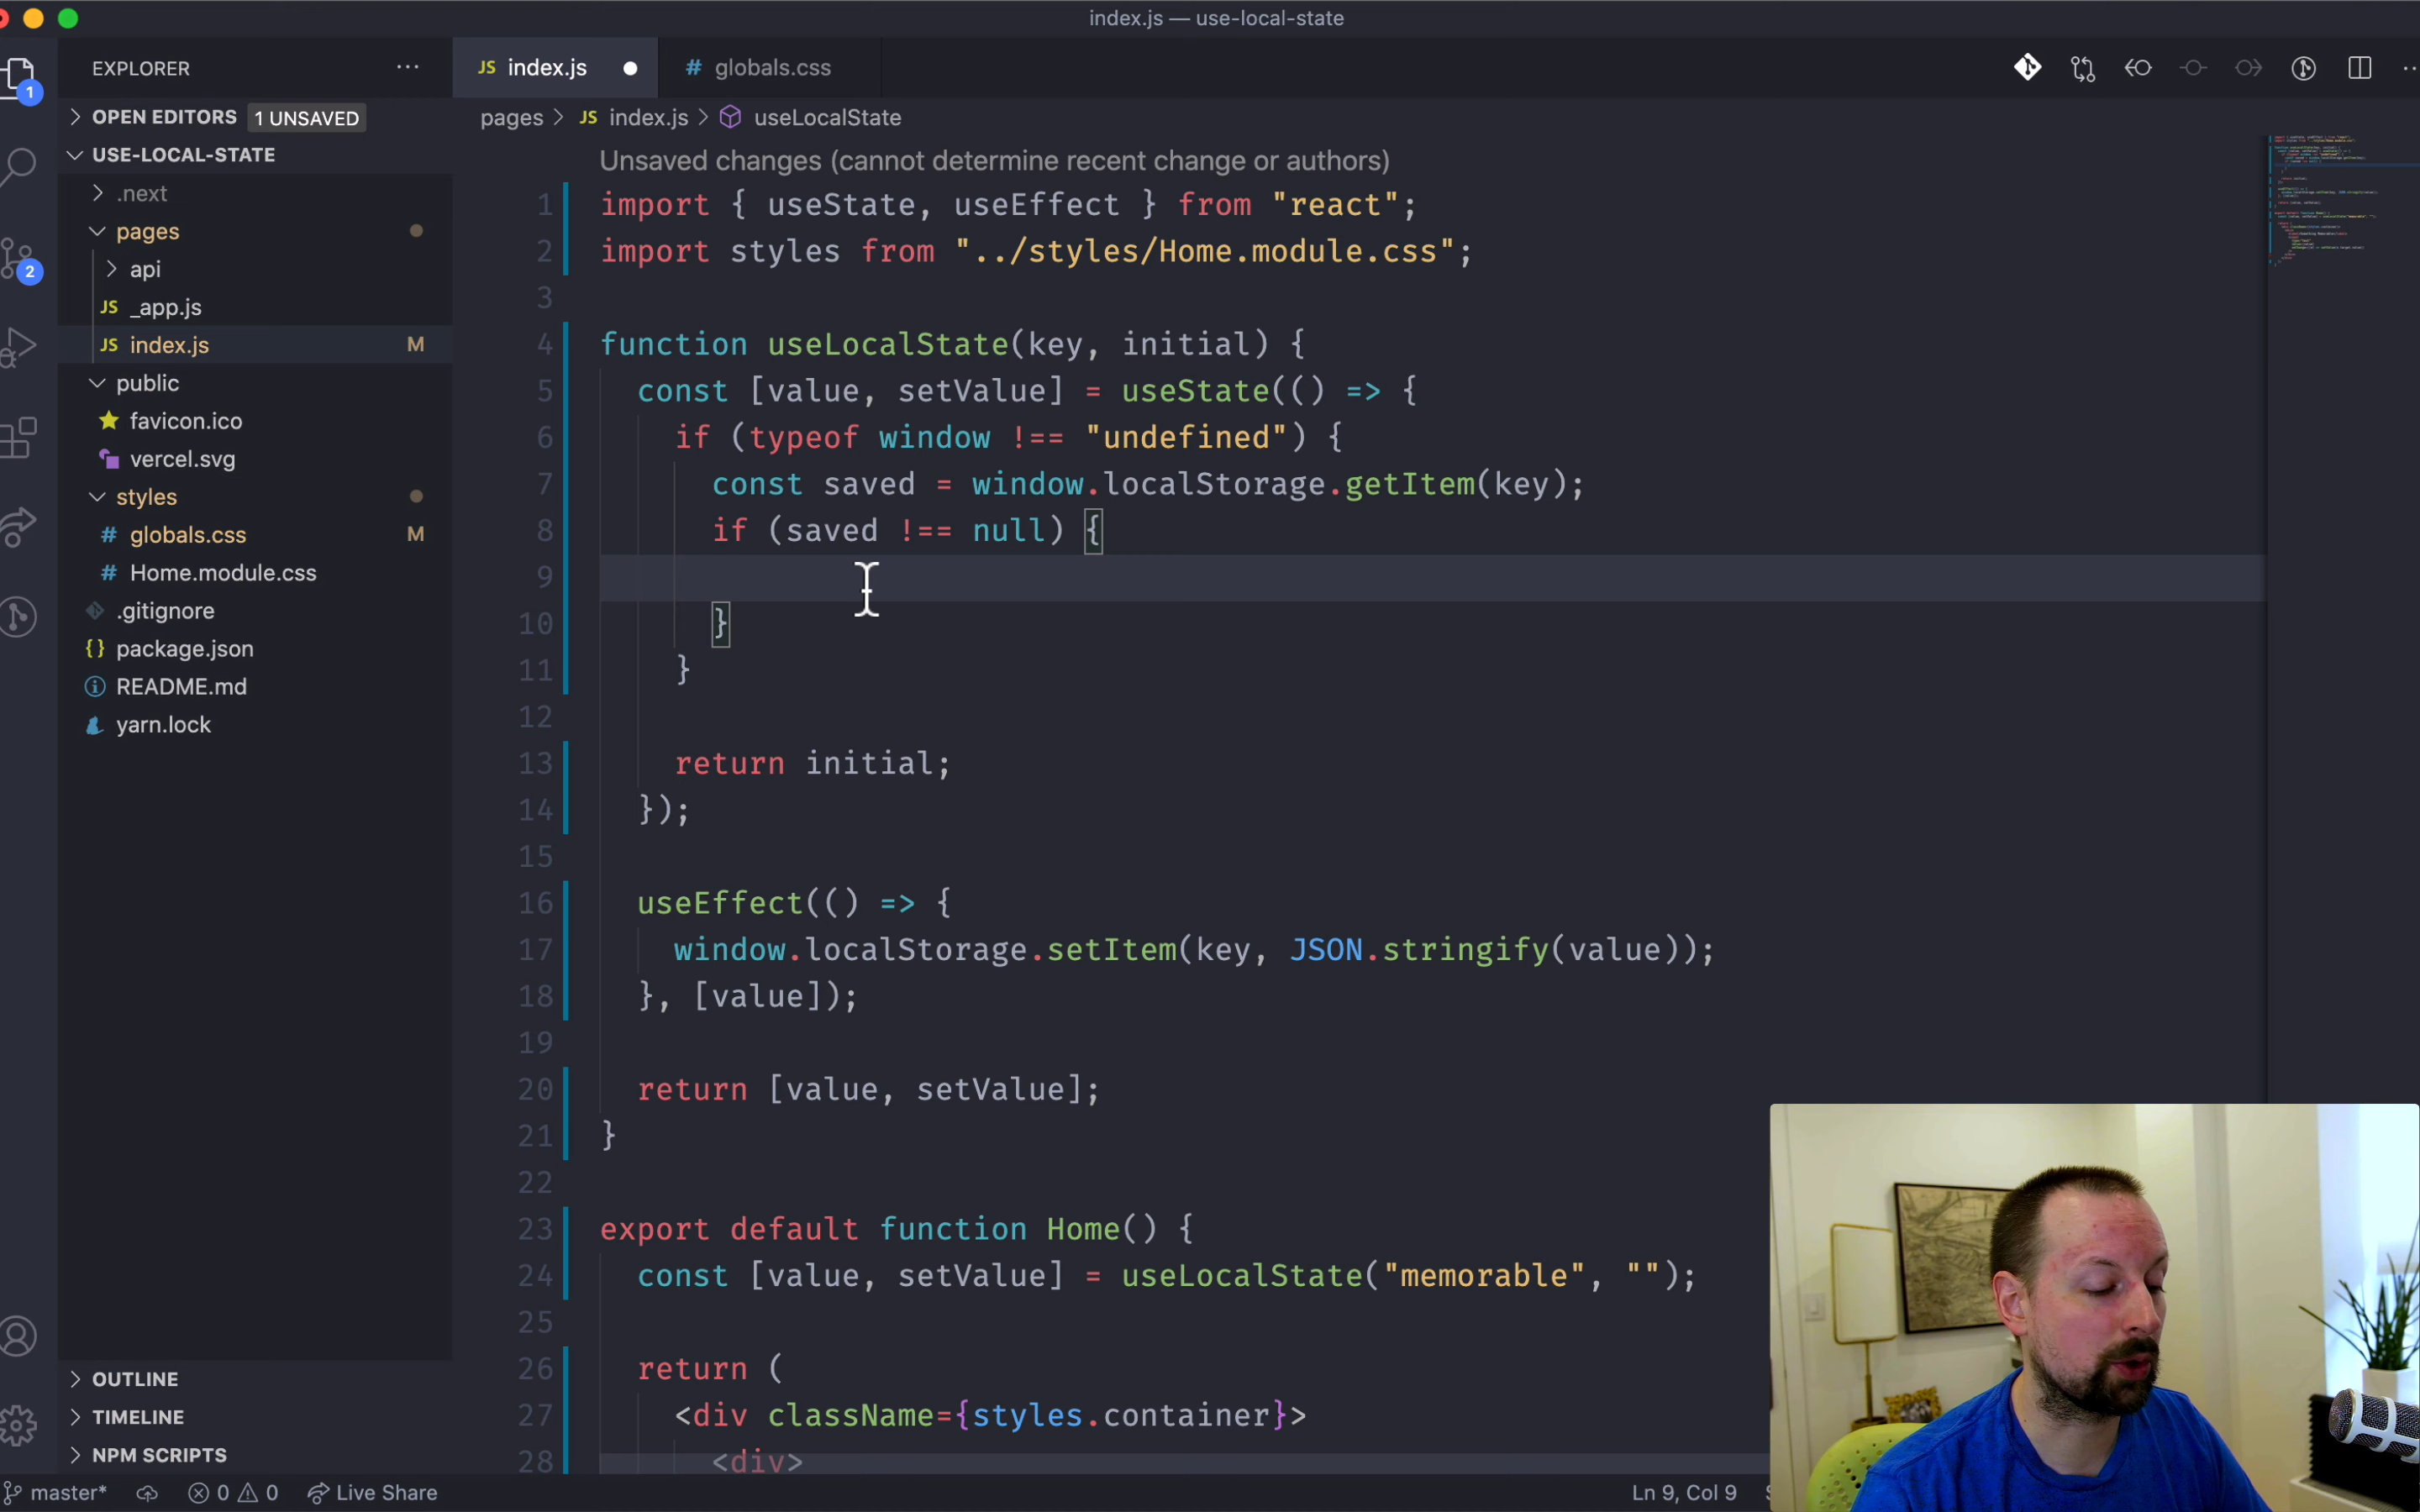 index.js — use-local-state
EXPLORER
JS index.js
# globals.css
1
OPEN EDITORS 1 UNSAVED
USE-LOCAL-STATE
.next
pages
api
JS _app.js
JS index.js M
public
favicon.ico
vercel.svg
styles
# globals.css M
# Home.module.css
.gitignore
{} package.json
README.md
yarn.lock
2
OUTLINE
TIMELINE
NPM SCRIPTS
pages > JS index.js > useLocalState
Unsaved changes (cannot determine recent change or authors)
1 import { useState, useEffect } from "react";
2 import styles from "../styles/Home.module.css";
3
4 function useLocalState(key, initial) {
5 const [value, setValue] = useState(() => {
6 if (typeof window !== "undefined") {
7 const saved = window.localStorage.getItem(key);
8 if (saved !== null) {
9
10 }
11 }
12
13 return initial;
14 });
15
16 useEffect(() => {
17 window.localStorage.setItem(key, JSON.stringify(value));
18 }, [value]);
19
20 return [value, setValue];
21 }
22
23 export default function Home() {
24 const [value, setValue] = useLocalState("memorable", "");
25
26 return (
27 <div className={styles.container}>
28 <div>
master* 0 0 Live Share
Ln 9, Col 9